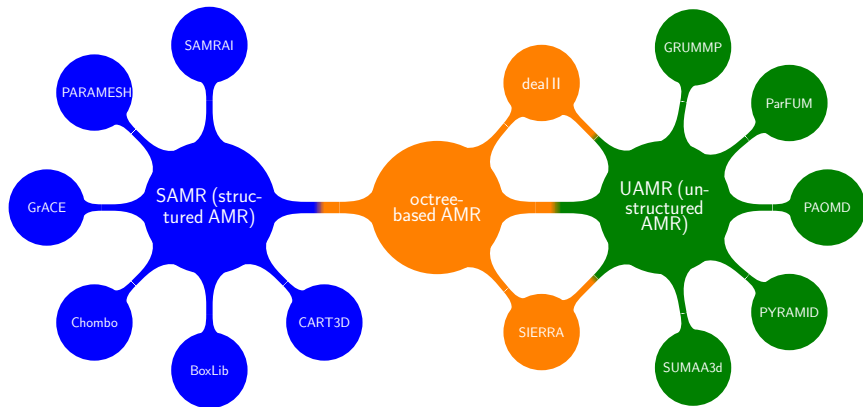 SAMRAI
PARAMESH
GrACE
SAMR (struc-
tured AMR)
Chombo
BoxLib
CART3D
octree-
based AMR
deal II
SIERRA
GRUMMP
ParFUM
UAMR (un-
structured
AMR)
PAOMD
PYRAMID
SUMAA3d